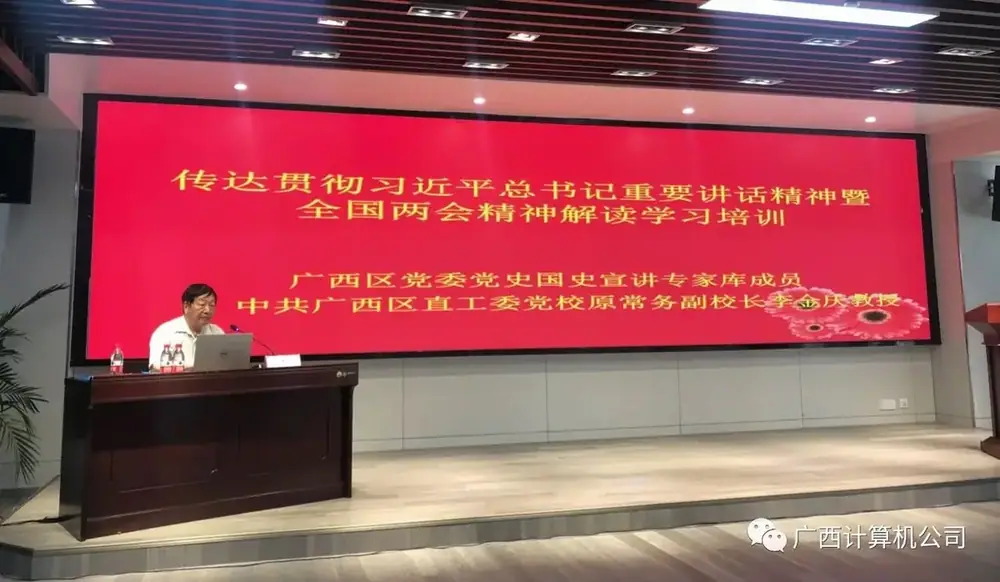 传达贯彻习近平总书记重要讲话精神暨
全国两会精神解读学习培训
广西区党委党史国史宣讲专家库成员
中共广西区直工委党校原常务副校长李金庆教授
广西计算机公司